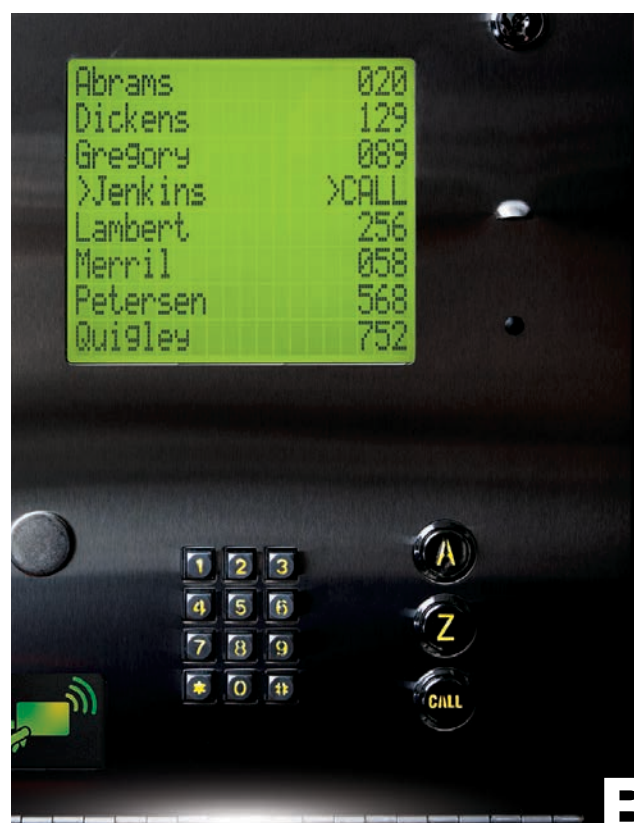 Abrams 020
Dickens 129
Gregory 089
>Jenkins >CALL
Lambert 256
Merril 058
Petersen 568
Quigley 752
1 2 3 A
4 5 6 Z
7 8 9
* 0 # CALL